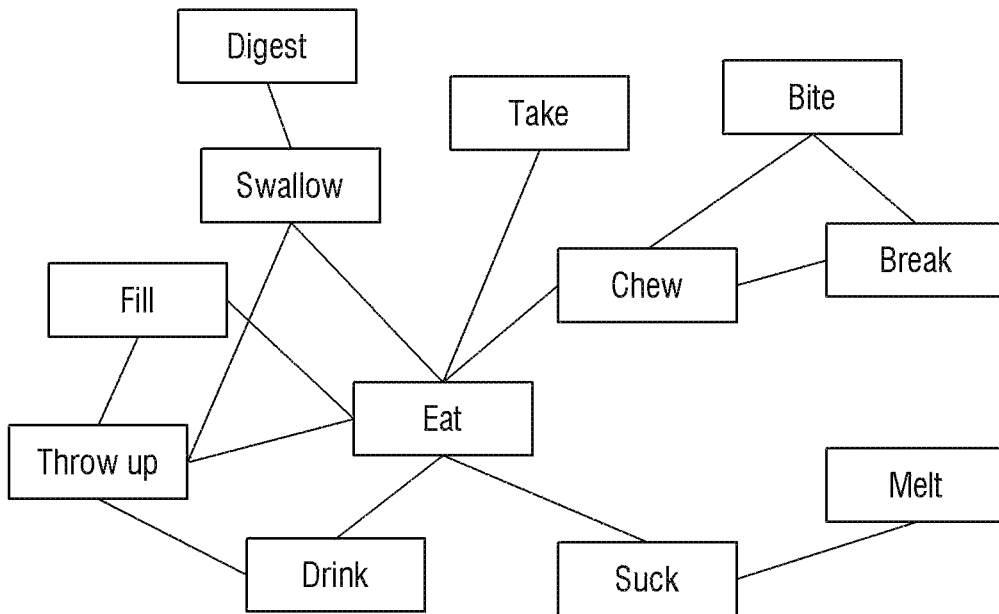 Digest
Take
Bite
Swallow
Break
Chew
Fill
Eat
Throw up
Melt
Drink
Suck